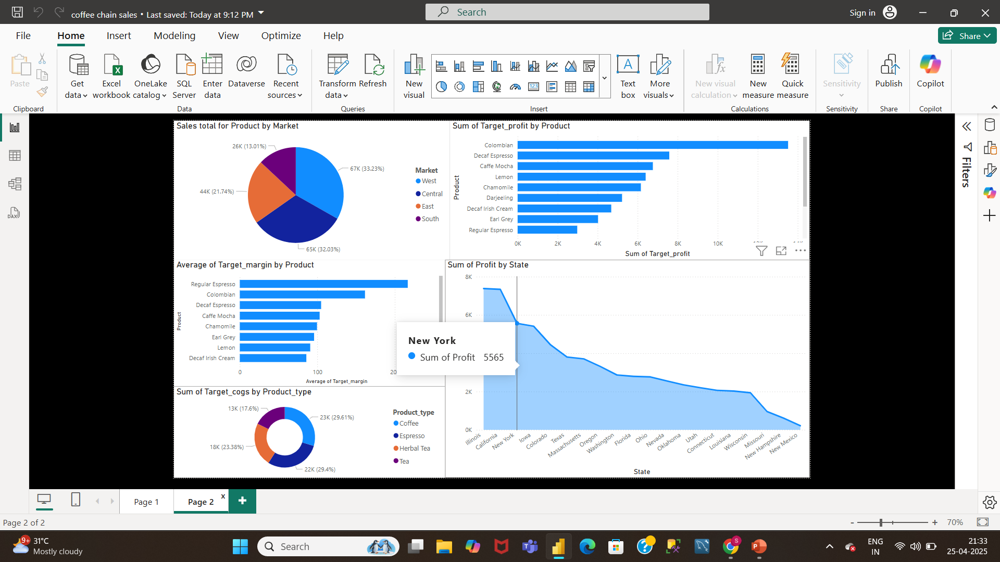 coffee chain sales • Last saved: Today at 9:12 PM
Search
Sign in
File
Home
Insert
Modeling
View
Optimize
Help
Share
Paste
Get data
Excel workbook
OneLake catalog
SQL Server
Enter data
Dataverse
Recent sources
Transform data
Refresh
New visual
Text box
More visuals
New visual calculation
New measure
Quick measure
Sensitivity
Publish
Copilot
Clipboard
Data
Queries
Insert
Calculations
Sensitivity
Share
Copilot
DAX
Sales total for Product by Market
26K (13.01%)
67K (33.23%)
44K (21.74%)
65K (32.03%)
Market
West
Central
East
South
Sum of Target_profit by Product
Product
Colombian
Decaf Espresso
Caffe Mocha
Lemon
Chamomile
Darjeeling
Decaf Irish Cream
Earl Grey
Regular Espresso
0K
2K
4K
6K
8K
10K
Sum of Target_profit
Average of Target_margin by Product
Product
Regular Espresso
Colombian
Decaf Espresso
Caffe Mocha
Chamomile
Earl Grey
Lemon
Decaf Irish Cream
0
100
Average of Target_margin
Sum of Profit by State
8K
6K
2K
0K
New York
Sum of Profit 5565
Illinois
California
New York
Iowa
Colorado
Texas
Massachusetts
Oregon
Washington
Florida
Ohio
Nevada
Oklahoma
Utah
Connecticut
Louisiana
Wisconsin
Missouri
New Hampshire
New Mexico
State
Sum of Target_cogs by Product_type
13K (17.6%)
23K (29.61%)
18K (23.38%)
22K (29.4%)
Product_type
Coffee
Espresso
Herbal Tea
Tea
Filters
Page 1
Page 2
x
Page 2 of 2
- + 70%
9+
31°C
Mostly cloudy
Search
ENG
IN
21:33
25-04-2025